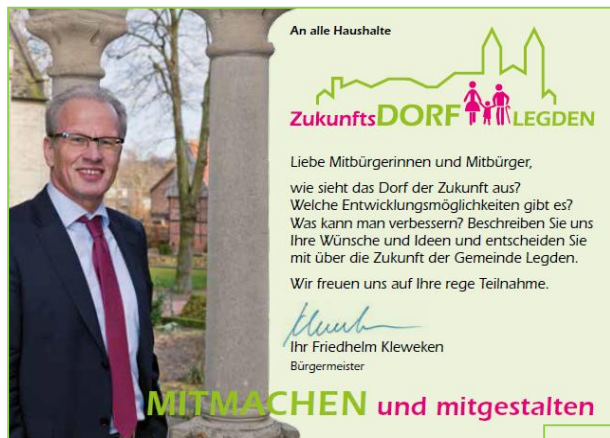 An alle Haushalte
ZukunftsDORF LEGDEN
Liebe Mitbürgerinnen und Mitbürger,
wie sieht das Dorf der Zukunft aus?
Welche Entwicklungsmöglichkeiten gibt es?
Was kann man verbessern? Beschreiben Sie uns
Ihre Wünsche und Ideen und entscheiden Sie
mit über die Zukunft der Gemeinde Legden.
Wir freuen uns auf Ihre rege Teilnahme.
Ihr Friedhelm Kleweken
Bürgermeister
MITMACHEN und mitgestalten